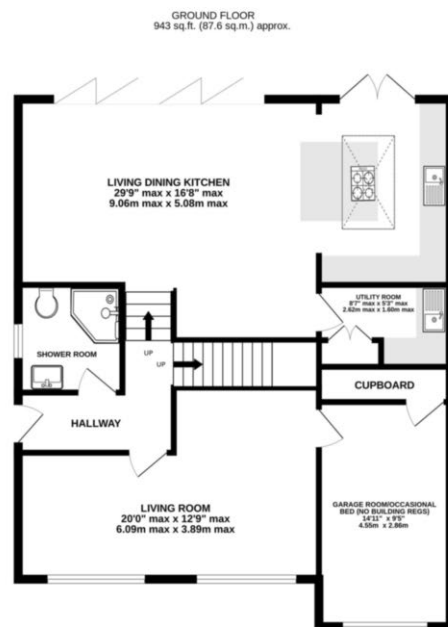 GROUND FLOOR
943 sq.ft. (87.6 sq.m.) approx.
LIVING DINING KITCHEN
29'9" max x 16'8" max
9.06m max x 5.08m max
UTILITY ROOM
8'7" max x 5'3" max
2.62m max x 1.60m max
SHOWER ROOM
UP
UP
CUPBOARD
HALLWAY
LIVING ROOM
20'0" max x 12'9" max
6.09m max x 3.89m max
GARAGE ROOM/OCCASIONAL
BED (NO BUILDING REGS)
14'11" x 9'5"
4.55m x 2.86m